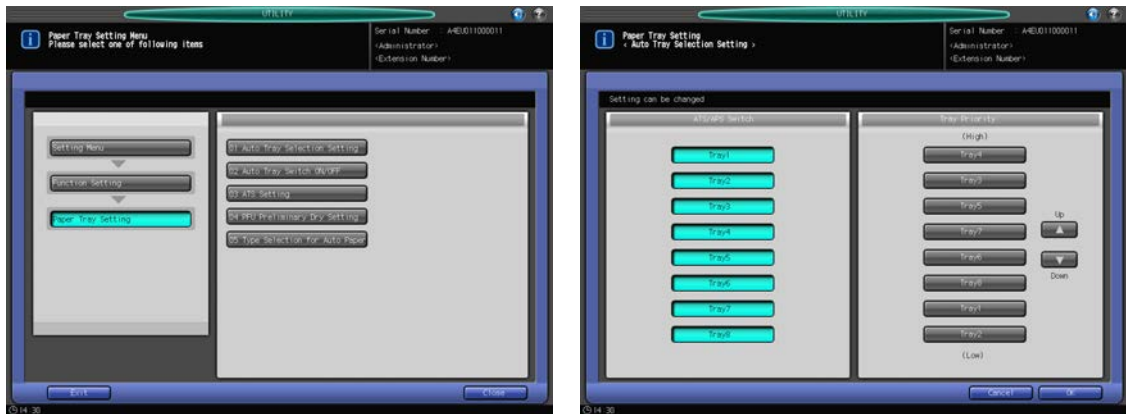 UTILITY
Paper Tray Setting Menu
Please select one of following items
Serial Number : A4EU011000011
<Administrator>
<Extension Number>
Setting Menu
Function Setting
Paper Tray Setting
01 Auto Tray Selection Setting
02 Auto Tray Switch ON/OFF
03 ATS Setting
04 PFU Preliminary Dry Setting
05 Type Selection for Auto Paper
Exit
Close
14:30
UTILITY
Paper Tray Setting
< Auto Tray Selection Setting >
Serial Number : A4EU011000011
<Administrator>
<Extension Number>
Setting can be changed
ATS/APS Switch
Tray1
Tray2
Tray3
Tray4
Tray5
Tray6
Tray7
Tray8
Tray Priority
(High)
Tray4
Tray3
Tray5
Tray7
Tray6
Tray8
Tray1
Tray2
(Low)
Up
Down
Cancel
OK
14:30